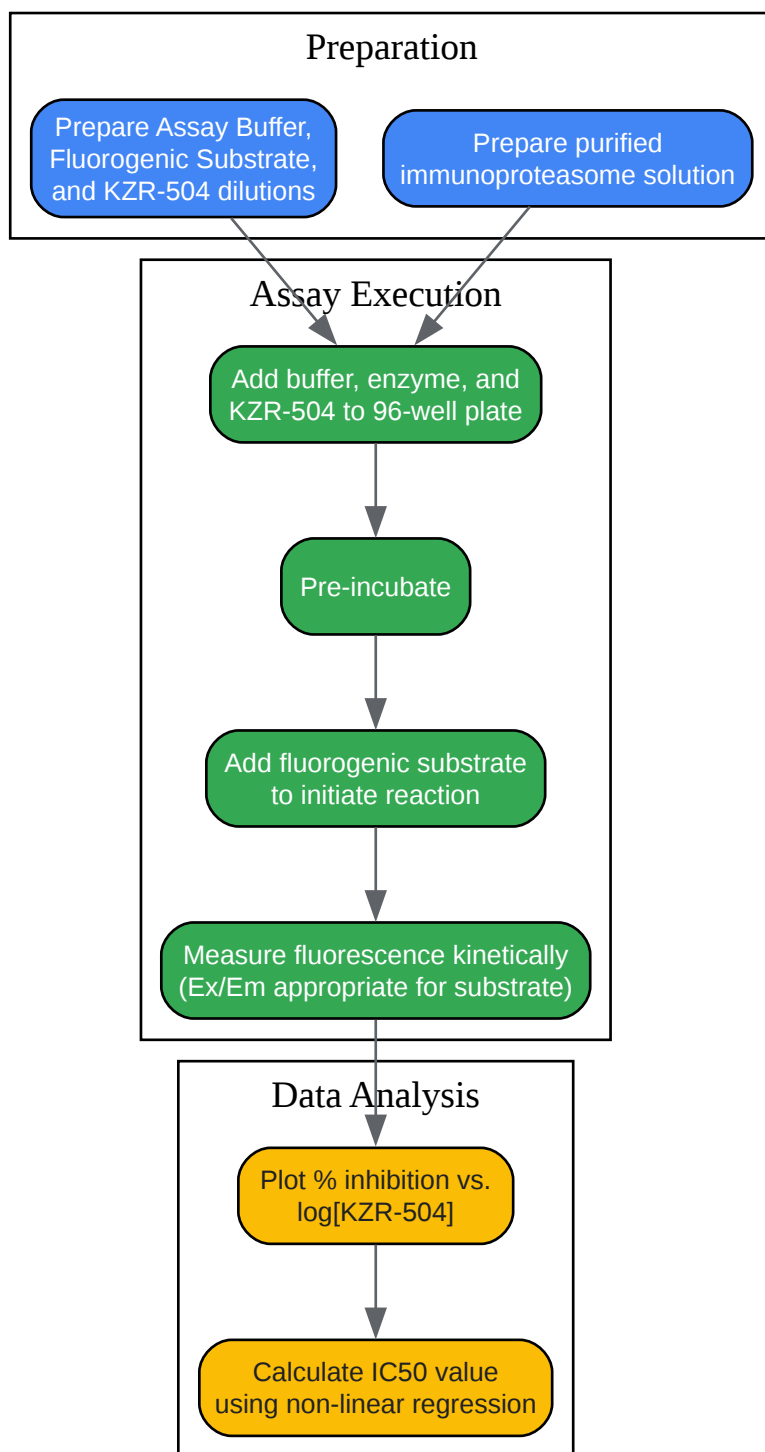 Preparation
Prepare Assay Buffer,
Fluorogenic Substrate,
and KZR-504 dilutions
Prepare purified
immunoproteasome solution
Assay Execution
Add buffer, enzyme, and
KZR-504 to 96-well plate
Pre-incubate
Add fluorogenic substrate
to initiate reaction
Measure fluorescence kinetically
(Ex/Em appropriate for substrate)
Data Analysis
Plot % inhibition vs.
log[KZR-504]
Calculate IC50 value
using non-linear regression